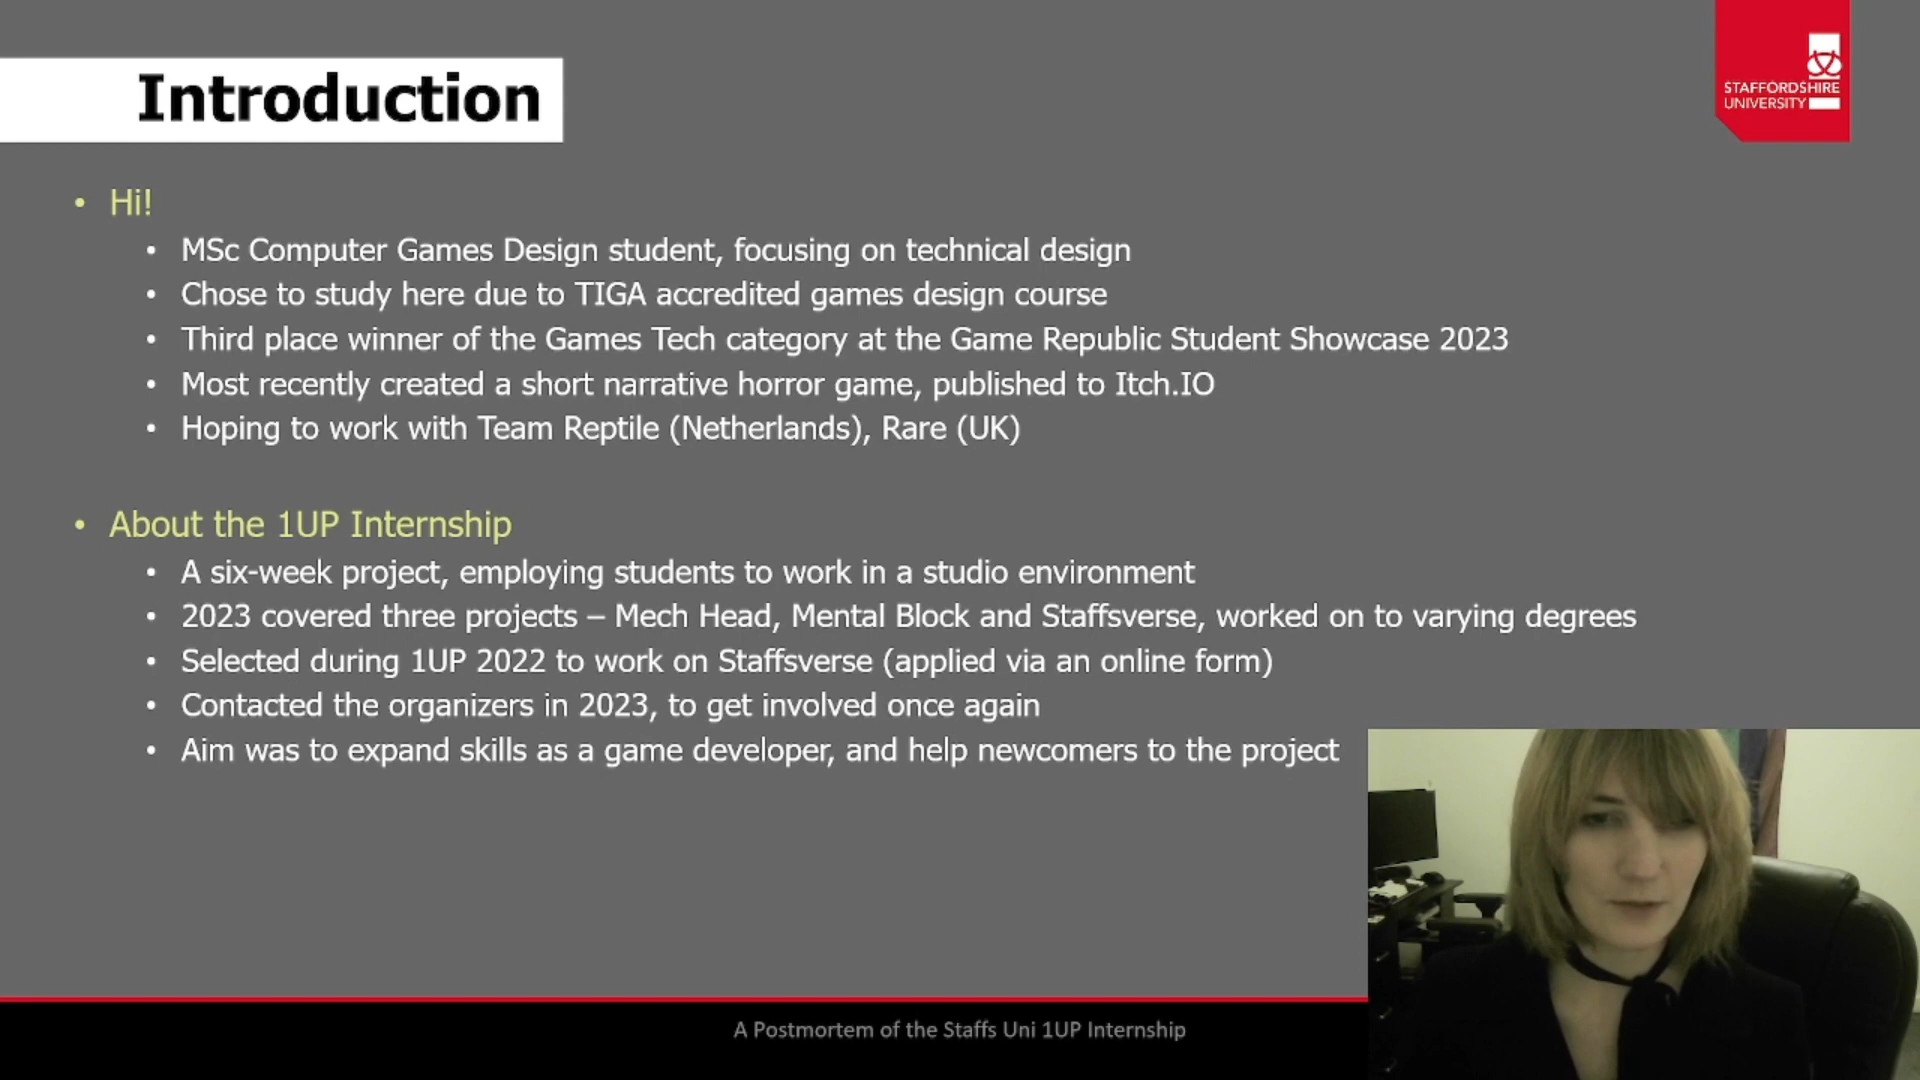 Introduction
STAFFORDSHIRE
UNIVERSITY
• Hi!
• MSc Computer Games Design student, focusing on technical design
• Chose to study here due to TIGA accredited games design course
• Third place winner of the Games Tech category at the Game Republic Student Showcase 2023
• Most recently created a short narrative horror game, published to Itch.IO
• Hoping to work with Team Reptile (Netherlands), Rare (UK)
• About the 1UP Internship
• A six-week project, employing students to work in a studio environment
• 2023 covered three projects – Mech Head, Mental Block and Staffsverse, worked on to varying degrees
• Selected during 1UP 2022 to work on Staffsverse (applied via an online form)
• Contacted the organizers in 2023, to get involved once again
• Aim was to expand skills as a game developer, and help newcomers to the project
A Postmortem of the Staffs Uni 1UP Internship